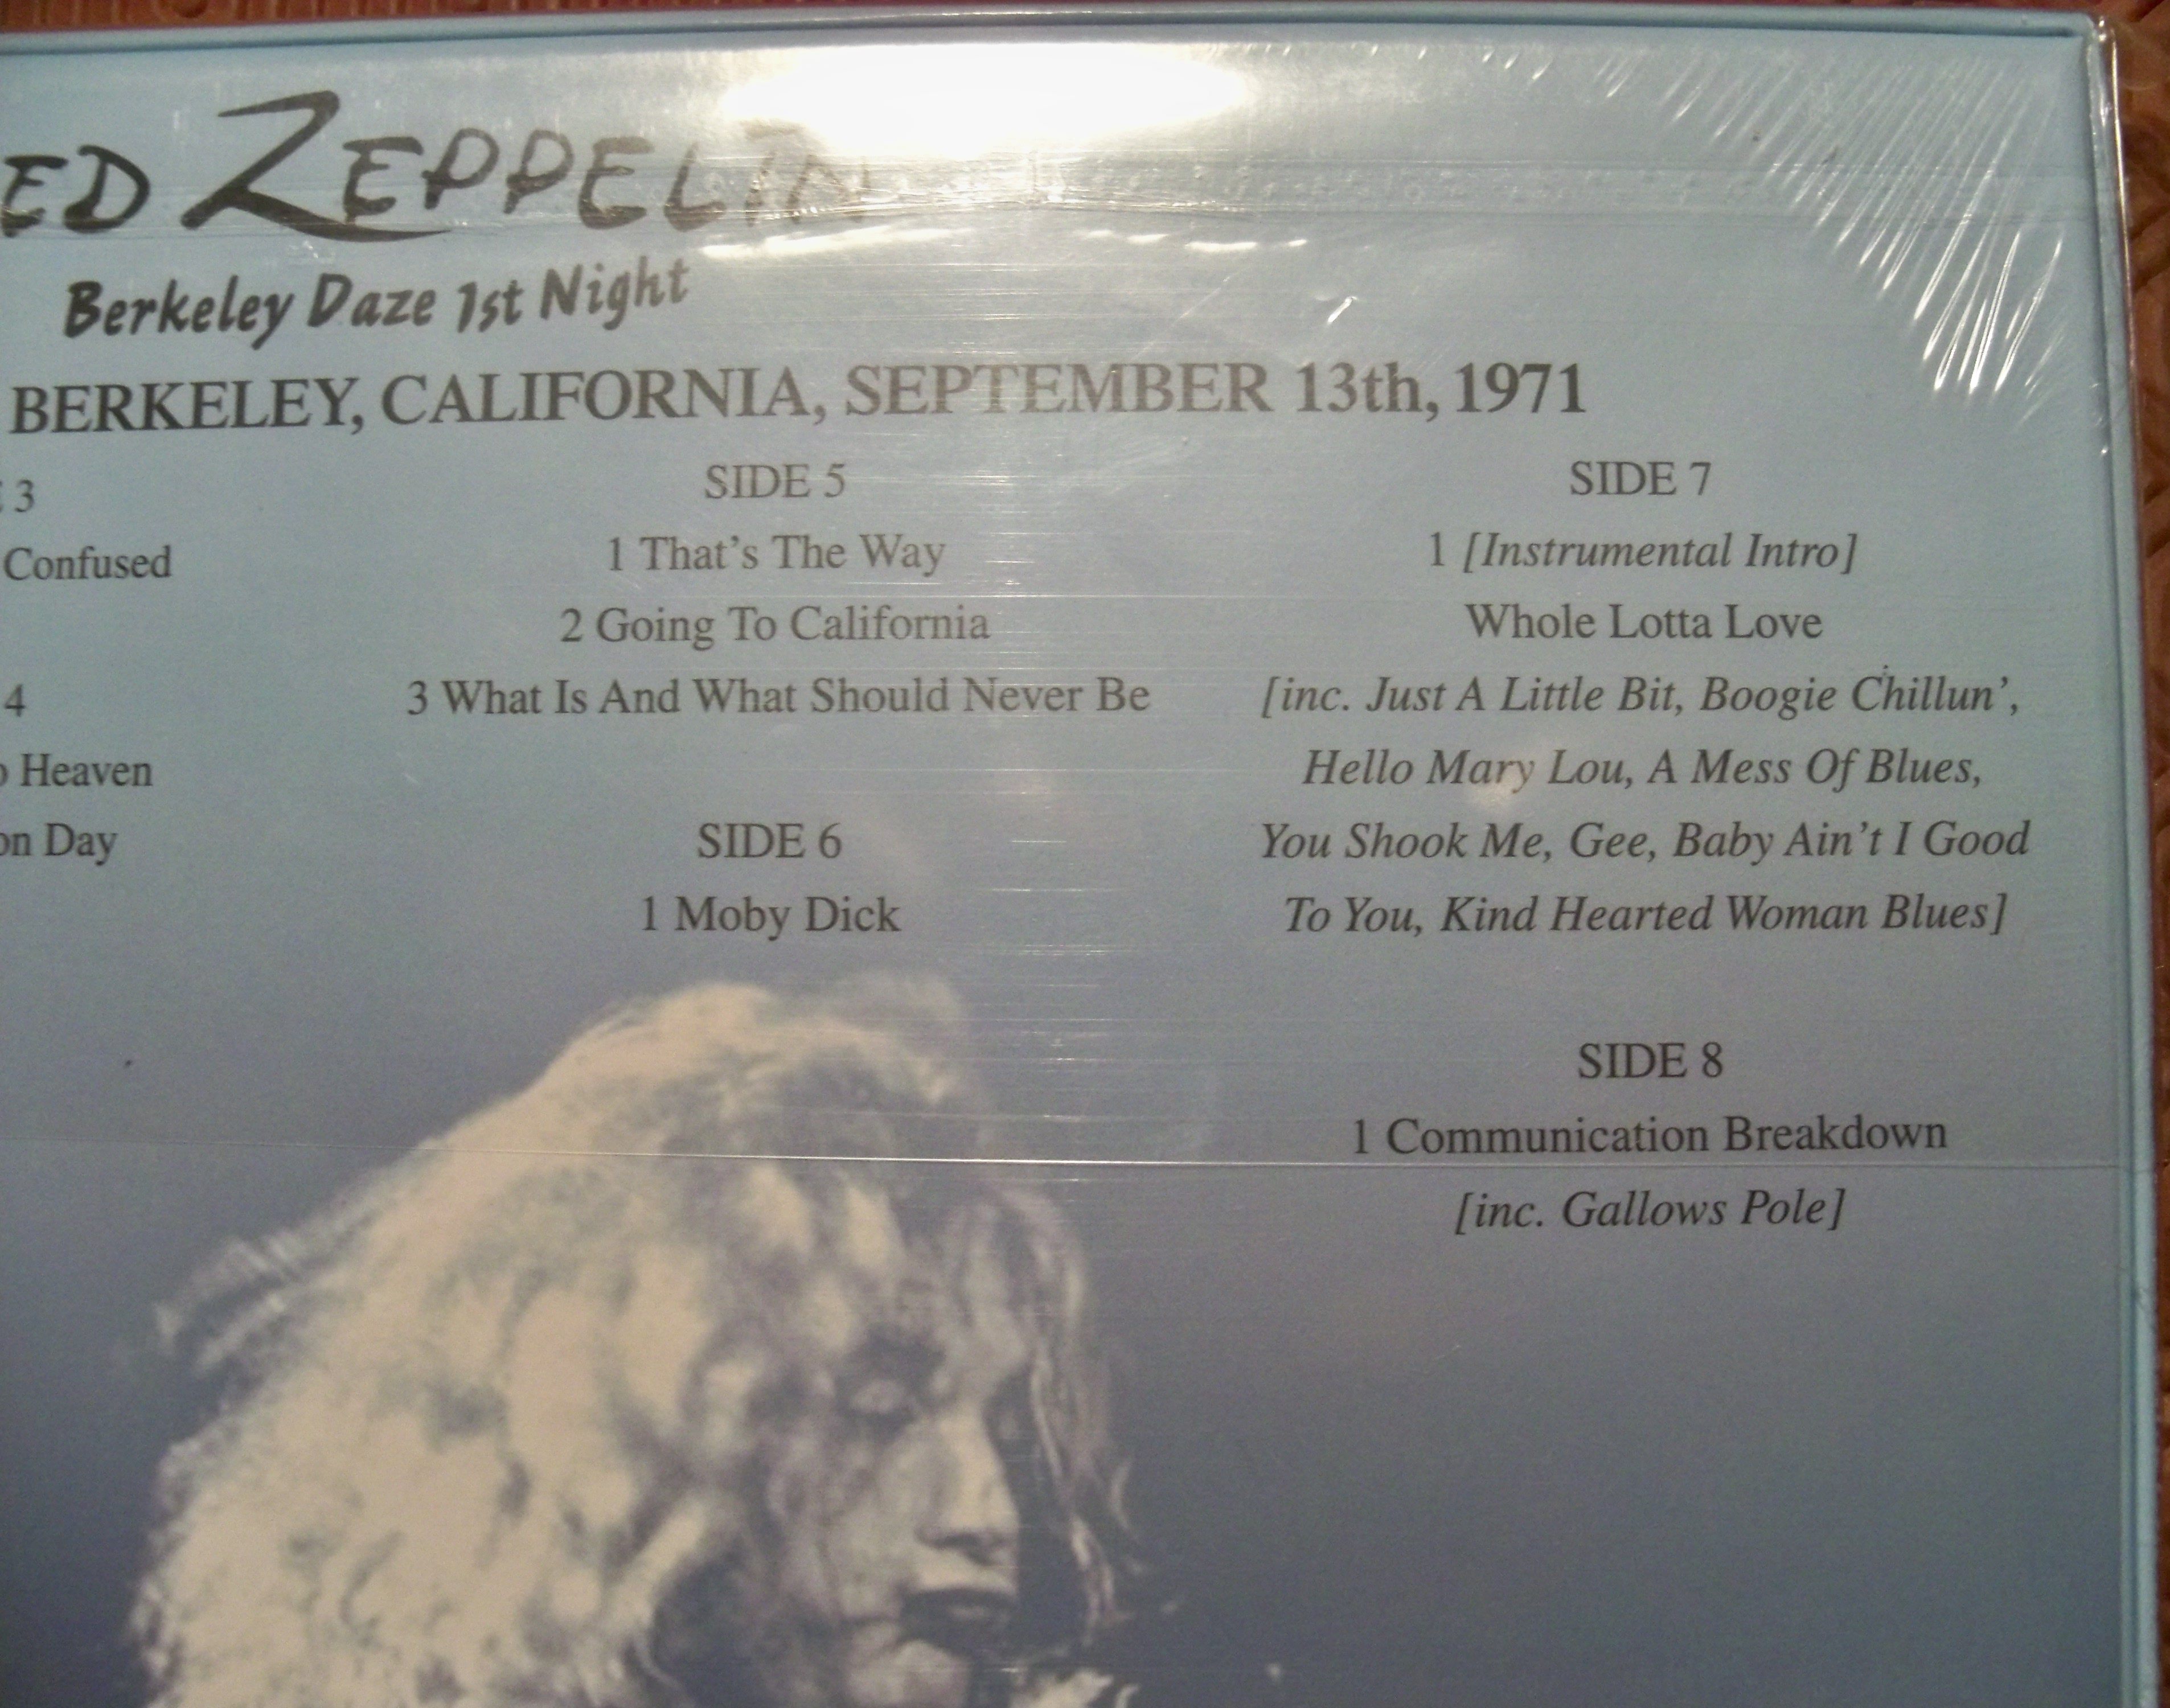 ED ZEPPELIN
Berkeley Daze 1st Night
BERKELEY, CALIFORNIA, SEPTEMBER 13th, 1971
3
Confused
4
Heaven
on Day
SIDE 5
1 That's The Way
2 Going To California
3 What Is And What Should Never Be
SIDE 6
1 Moby Dick
SIDE 7
1 [Instrumental Intro]
Whole Lotta Love
[inc. Just A Little Bit, Boogie Chillun',
Hello Mary Lou, A Mess Of Blues,
You Shook Me, Gee, Baby Ain't I Good
To You, Kind Hearted Woman Blues]
SIDE 8
1 Communication Breakdown
[inc. Gallows Pole]